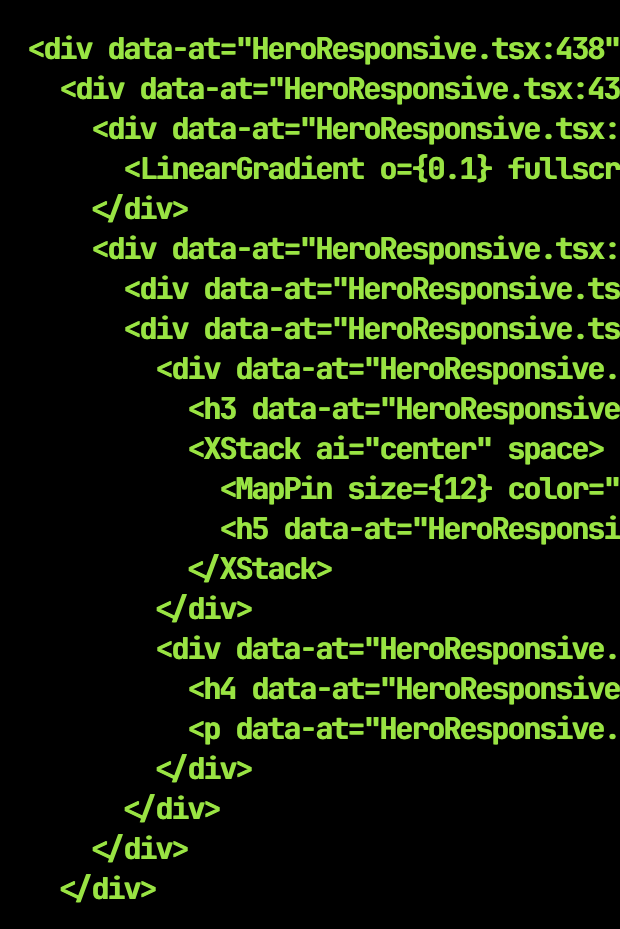 <div data-at="HeroResponsive.tsx:438"
<div data-at="HeroResponsive.tsx:43
<div data-at="HeroResponsive.tsx:
<LinearGradient o={0.1} fullscr
</div>
<div data-at="HeroResponsive.tsx:
<div data-at="HeroResponsive.ts
<div data-at="HeroResponsive.ts
<div data-at="HeroResponsive.
<h3 data-at="HeroResponsive
<XStack ai="center" space>
<MapPin size={12} color="
<h5 data-at="HeroResponsi
</XStack>
</div>
<div data-at="HeroResponsive.
<h4 data-at="HeroResponsive
<p data-at="HeroResponsive.
</div>
</div>
</div>
</div>